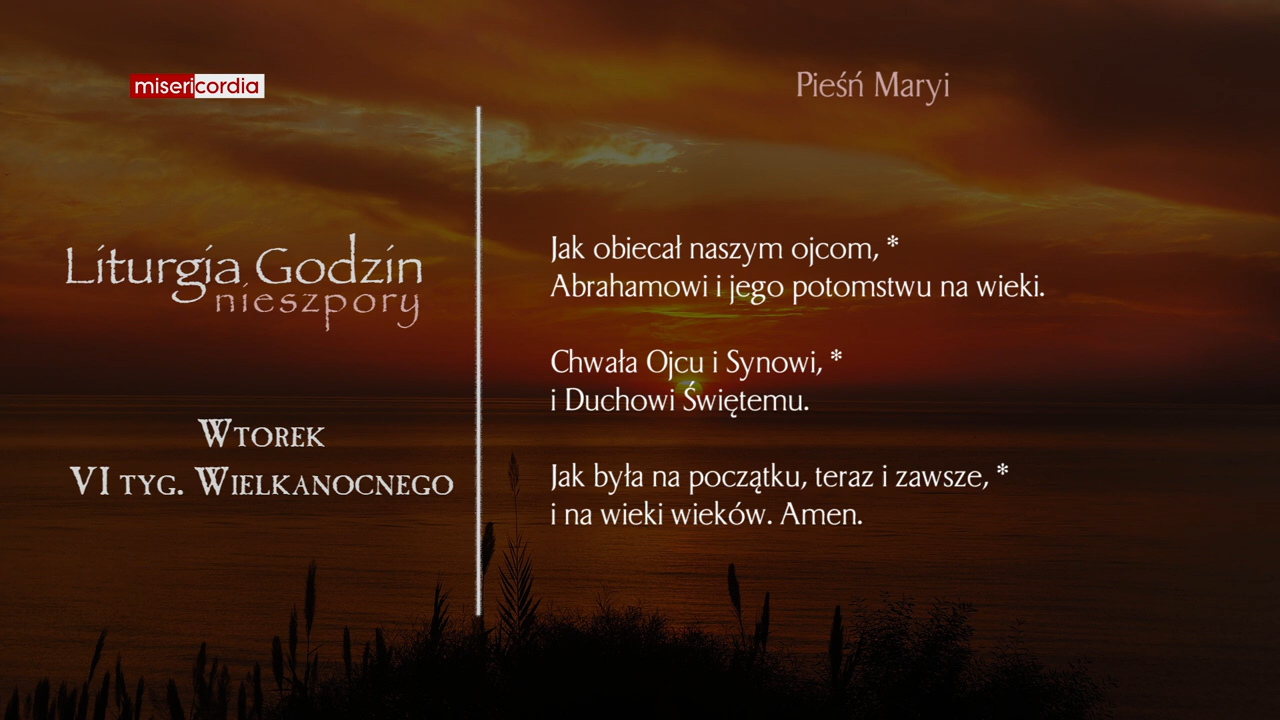 misericordia
Pieśń Maryi
Liturgia Godzin
nieszpory
Wtorek
VI tyg. Wielkanocnego
Jak obiecał naszym ojcom, *
Abrahamowi i jego potomstwu na wieki.
Chwała Ojcu i Synowi, *
i Duchowi Świętemu.
Jak była na początku, teraz i zawsze, *
i na wieki wieków. Amen.